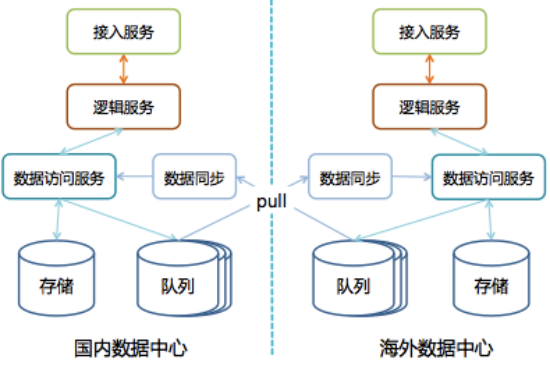 接入服务
接入服务
逻辑服务
逻辑服务
数据访问服务
数据同步
数据同步
数据访问服务
pull
存储
队列
队列
存储
国内数据中心
海外数据中心